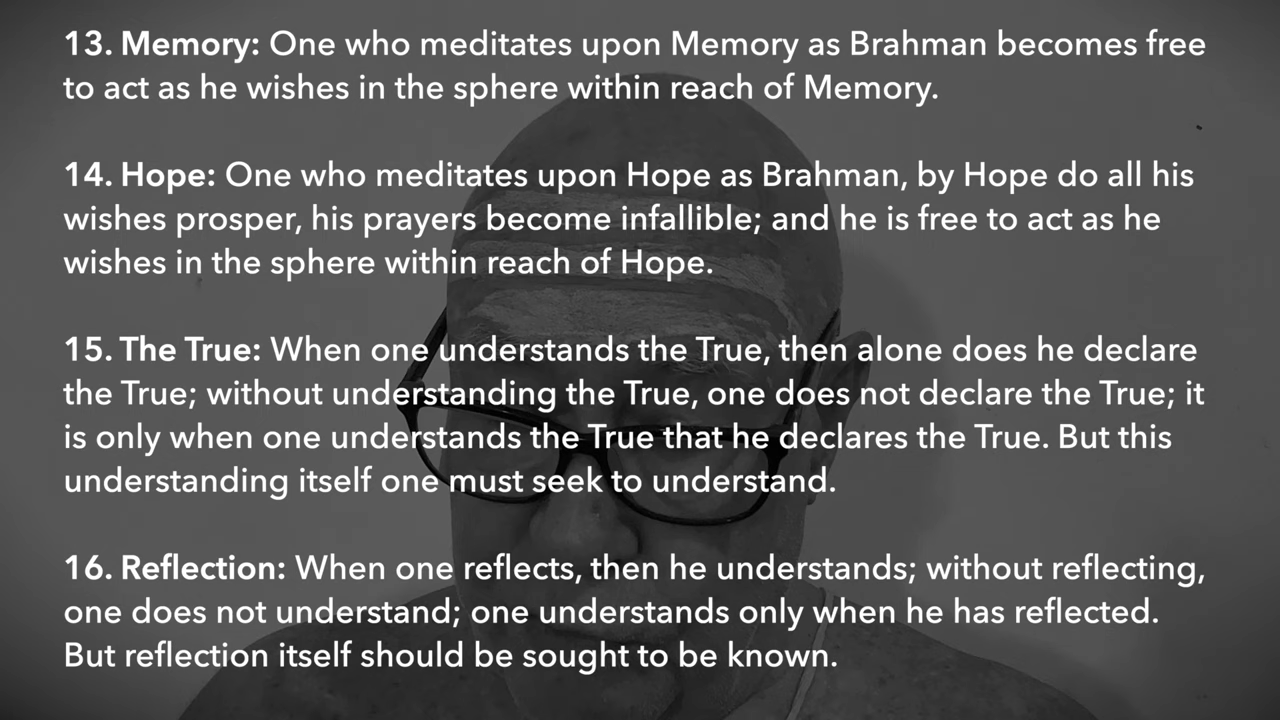 13. Memory: One who meditates upon Memory as Brahman becomes free
to act as he wishes in the sphere within reach of Memory.
14. Hope: One who meditates upon Hope as Brahman, by Hope do all his
wishes prosper, his prayers become infallible; and he is free to act as he
wishes in the sphere within reach of Hope.
15. The True: When one understands the True, then alone does he declare
the True; without understanding the True, one does not declare the True; it
is only when one understands the True that he declares the True. But this
understanding itself one must seek to understand.
16. Reflection: When one reflects, then he understands; without reflecting,
one does not understand; one understands only when he has reflected.
But reflection itself should be sought to be known.